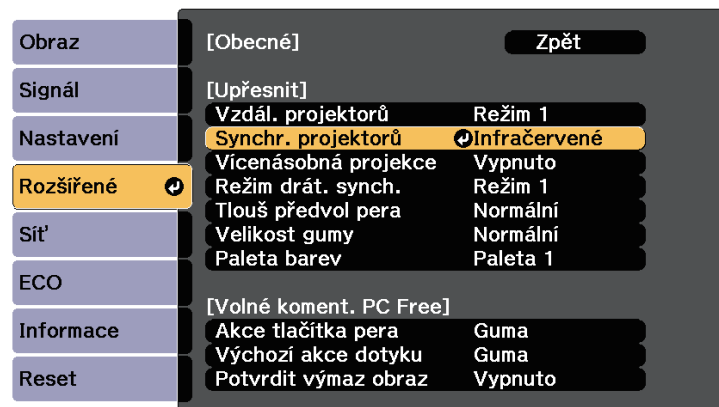 Obraz
Signál
Nastavení
Rozšířené
Síť
ECO
Informace
Reset
[Obecné] Zpět
[Upřesnit]
Vzdál. projektorů Režim 1
Synchr. projektorů Infračervené
Vícenásobná projekce Vypnuto
Režim drát. synch. Režim 1
Tlouš předvol pera Normální
Velikost gumy Normální
Paleta barev Paleta 1
[Volné koment. PC Free]
Akce tlačítka pera Guma
Výchozí akce dotyku Guma
Potvrdit výmaz obraz Vypnuto